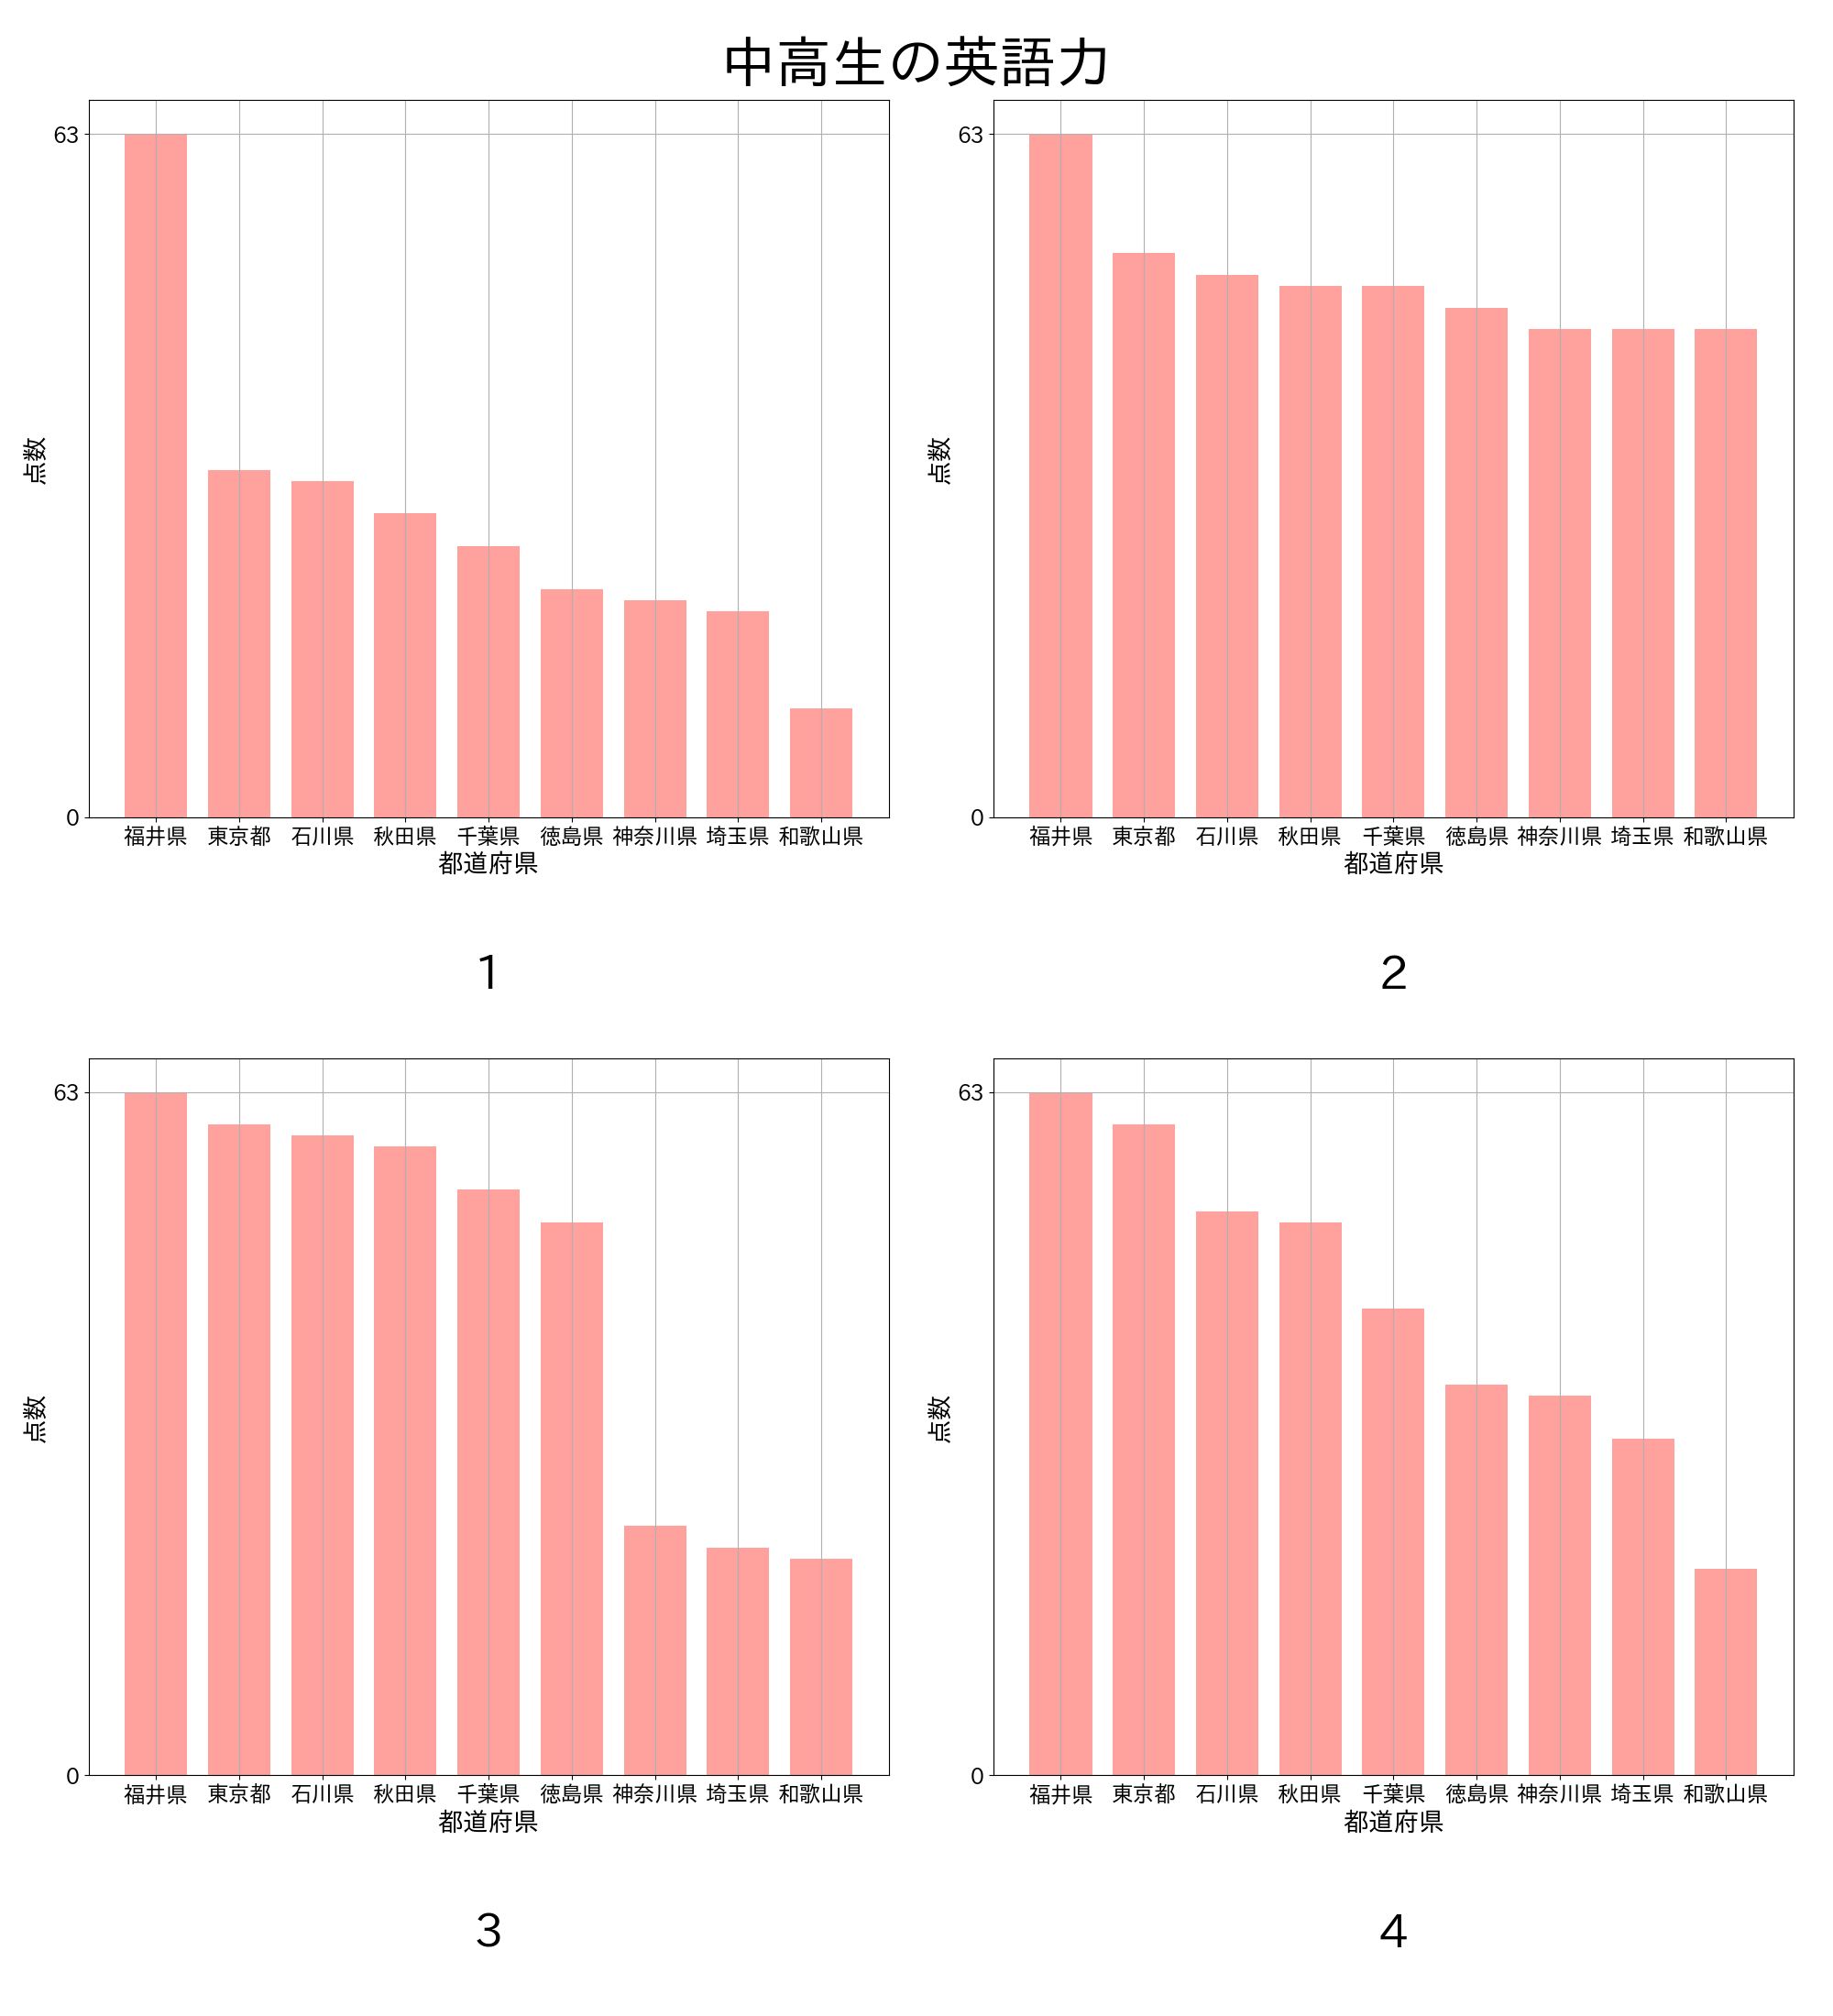 中高生の英語力
63
点数
0
福井県 東京都 石川県 秋田県 千葉県 徳島県 神奈川県 埼玉県 和歌山県
都道府県
1
63
点数
0
福井県 東京都 石川県 秋田県 千葉県 徳島県 神奈川県 埼玉県 和歌山県
都道府県
2
63
点数
0
福井県 東京都 石川県 秋田県 千葉県 徳島県 神奈川県 埼玉県 和歌山県
都道府県
3
63
点数
0
福井県 東京都 石川県 秋田県 千葉県 徳島県 神奈川県 埼玉県 和歌山県
都道府県
4